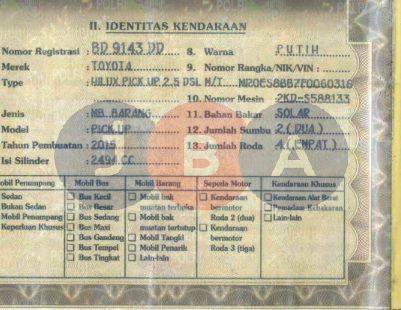 II. IDENTITAS KENDARAAN
Nomor Registrasi : BD 9143 DD 8. Warna : PUTIH
Merek : TOYOTA 9. Nomor Rangka/NIK/VIN :
Type : HILUX PICK UP 2.5 DSL M/T
10. Nomor Mesin : 2KD-S588133
Jenis : MB. BARANG 11. Bahan Bakar : SOLAR
Model : PICK UP 12. Jumlah Sumbu : 2 (DUA)
Tahun Pembuatan : 2015 13. Jumlah Roda : 4 (EMPAT)
Isi Silinder : 2494 CC
JBA
Mobil Penumpang Mobil Bus Mobil Barang Sepeda Motor Kendaraan Khusus
Sedan Bus Kecil Mobil bak Kendaraan Kendaraan Alat Berat
Bukan Sedan Bus Besar muatan terbuka bermotor Pemadam Kebakaran
Mobil Penumpang Bus Sedang Mobil bak Roda 2 (dua) Lain-lain
Keperluan Khusus Bus Maxi muatan tertutup Kendaraan
Bus Gandeng Mobil Tangki bermotor
Bus Tempel Mobil Penarik Roda 3 (tiga)
Bus Tingkat Lain-lain